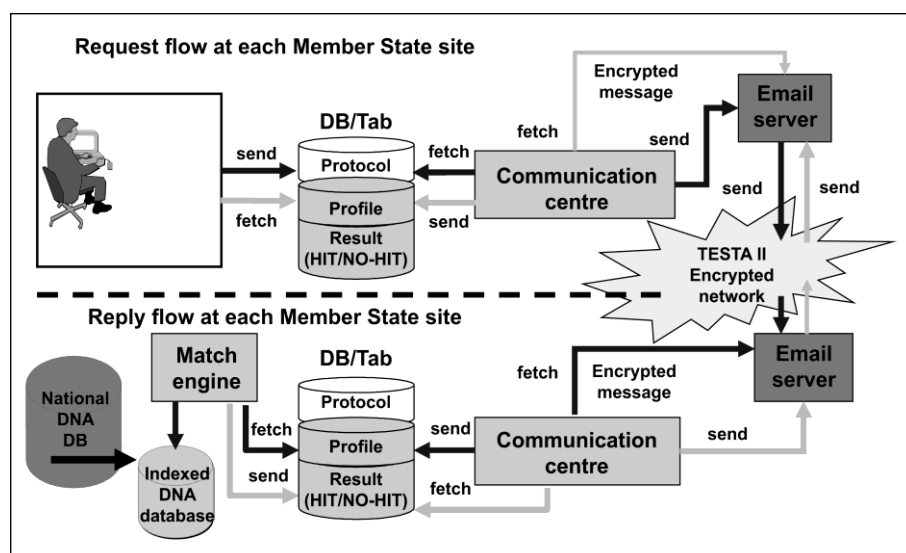 Request flow at each Member State site
Encrypted
message
Email
server
DB/Tab
fetch
send
send
Protocol
fetch
Communication
centre
send
send
fetch
Profile
send
Result
(HIT/NO-HIT)
TESTA II
Encrypted
network
Reply flow at each Member State site
Match
engine
DB/Tab
fetch
Encrypted
message
Email
server
National
DNA
DB
Protocol
fetch
Profile
send
Communication
centre
send
Indexed
DNA
database
send
Result
(HIT/NO-HIT)
fetch